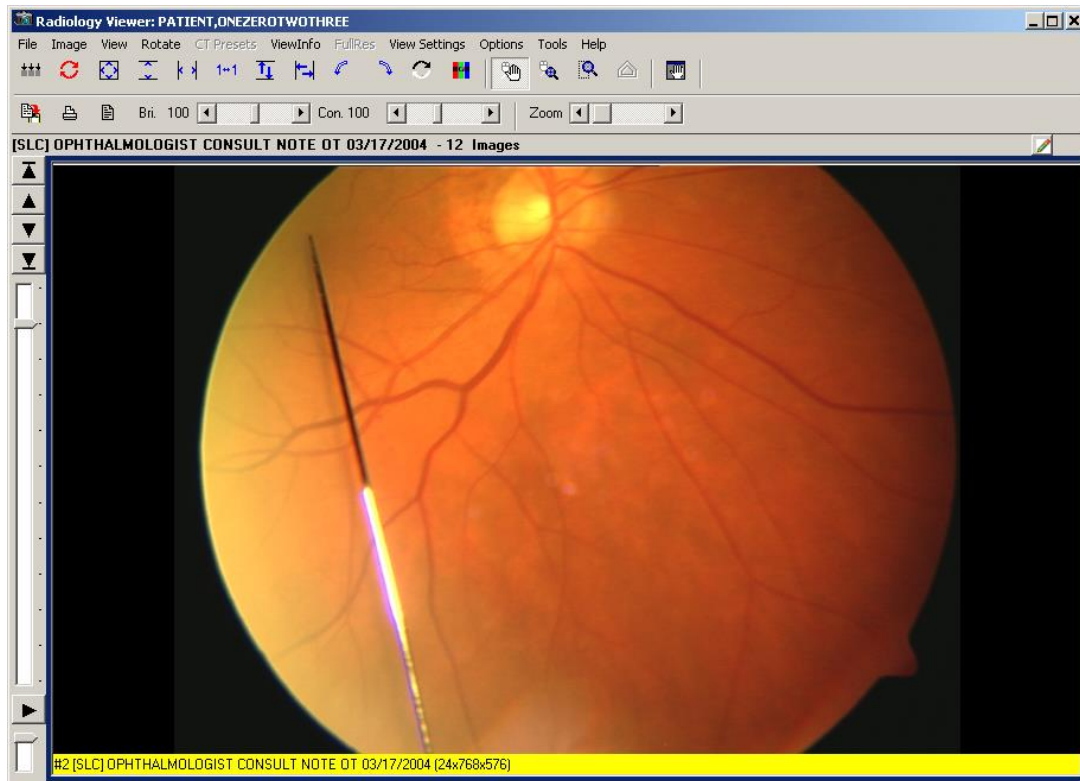 Radiology Viewer: PATIENT,ONEZEROTWOTHREE
File Image View Rotate CT Presets ViewInfo FullRes View Settings Options Tools Help
1↔1
Bri. 100 Con. 100 Zoom
[SLC] OPHTHALMOLOGIST CONSULT NOTE OT 03/17/2004 - 12 Images
#2 [SLC] OPHTHALMOLOGIST CONSULT NOTE OT 03/17/2004 (24x768x576)